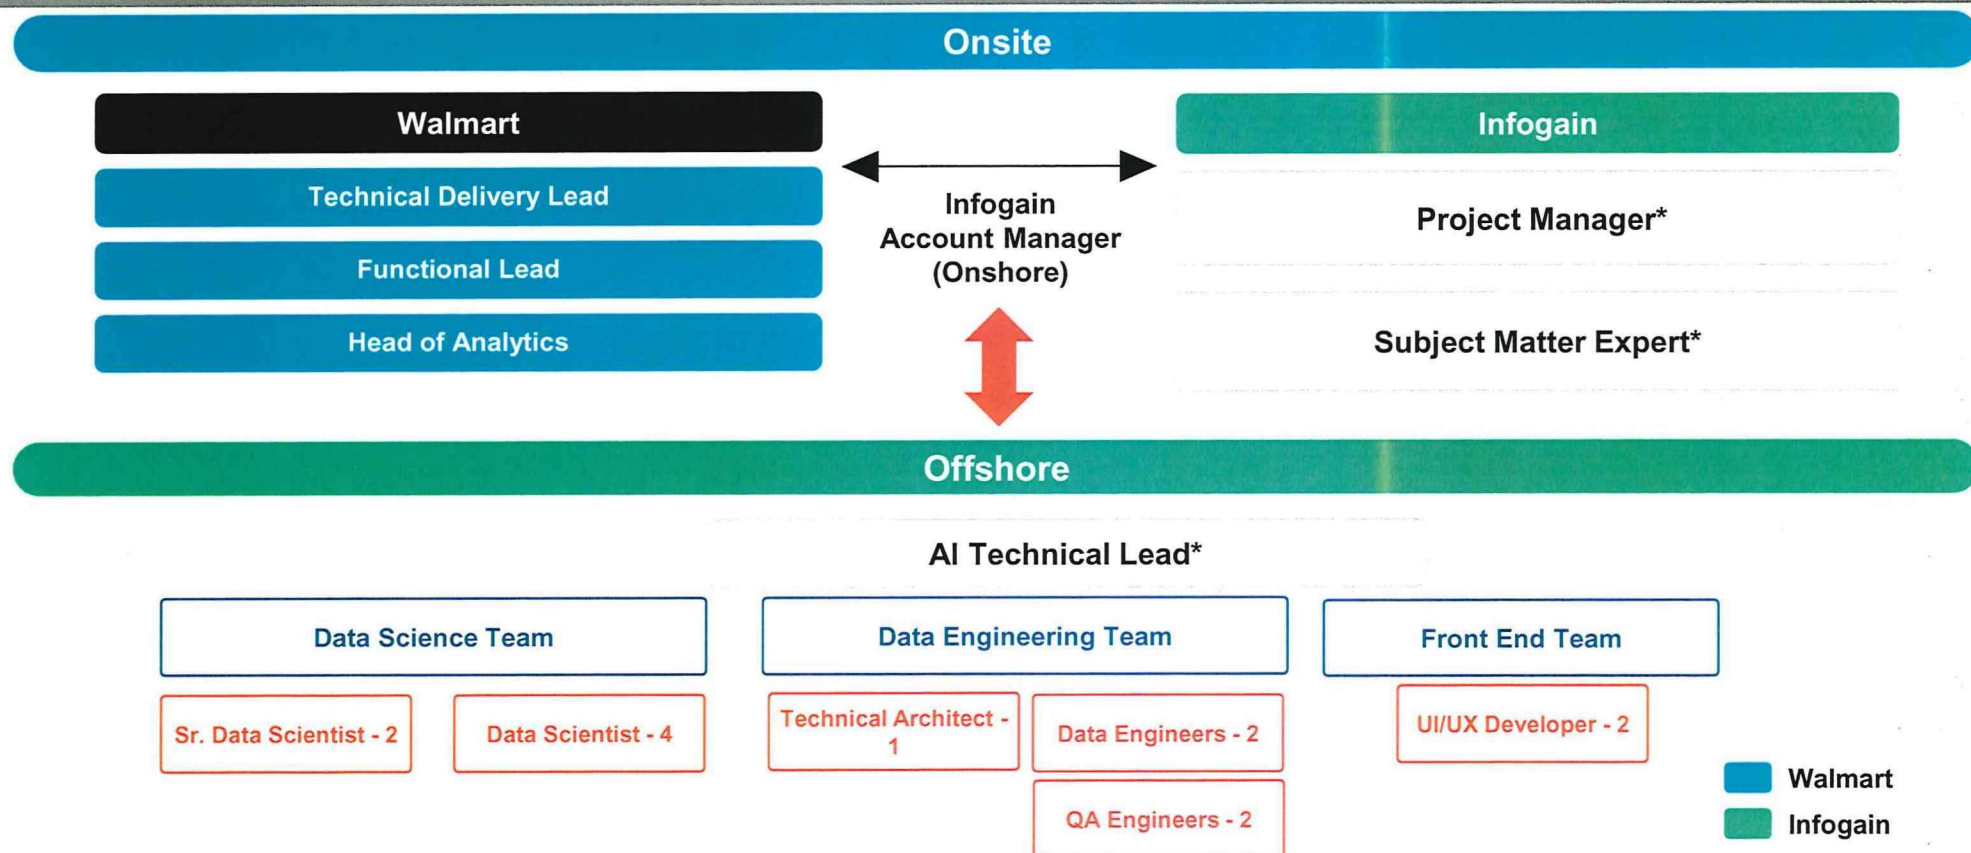 Onsite
Walmart
Technical Delivery Lead
Functional Lead
Head of Analytics
Infogain
Account Manager
(Onshore)
Infogain
Project Manager*
Subject Matter Expert*
Offshore
AI Technical Lead*
Data Science Team
Sr. Data Scientist - 2
Data Scientist - 4
Data Engineering Team
Technical Architect -
1
Data Engineers - 2
QA Engineers - 2
Front End Team
UI/UX Developer - 2
Walmart
Infogain